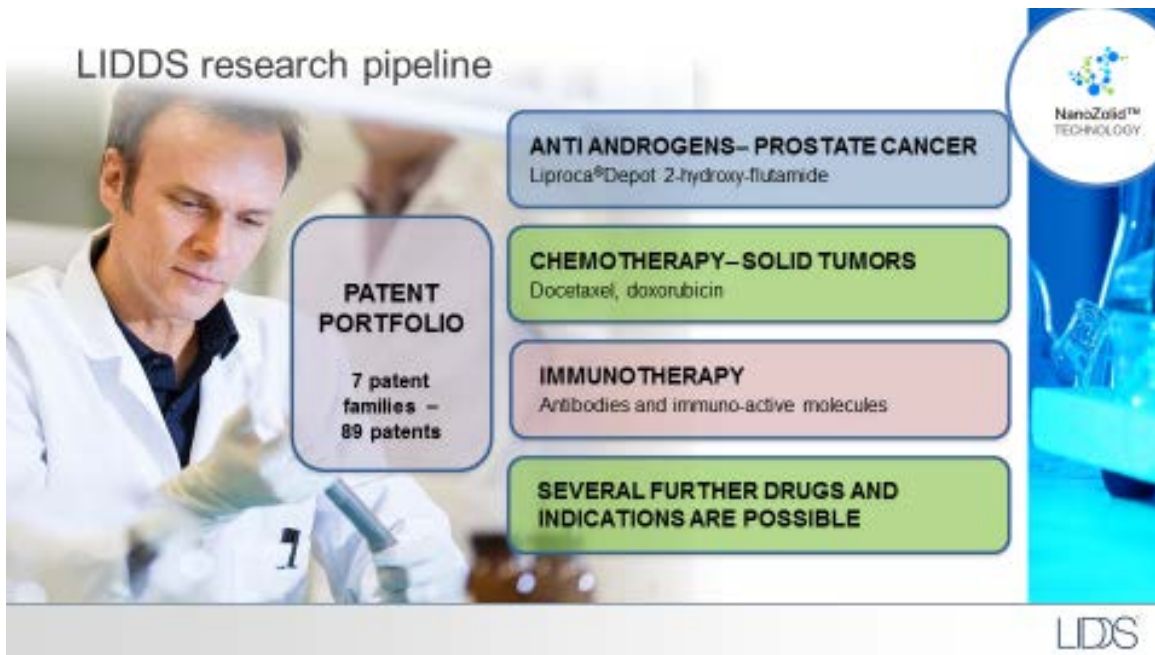 LIDDS research pipeline
NanoZolid™
TECHNOLOGY
PATENT
PORTFOLIO
7 patent
families –
89 patents
ANTI ANDROGENS– PROSTATE CANCER
Liproca®Depot 2-hydroxy-flutamide
CHEMOTHERAPY–SOLID TUMORS
Docetaxel, doxorubicin
IMMUNOTHERAPY
Antibodies and immuno-active molecules
SEVERAL FURTHER DRUGS AND
INDICATIONS ARE POSSIBLE
LIDDS